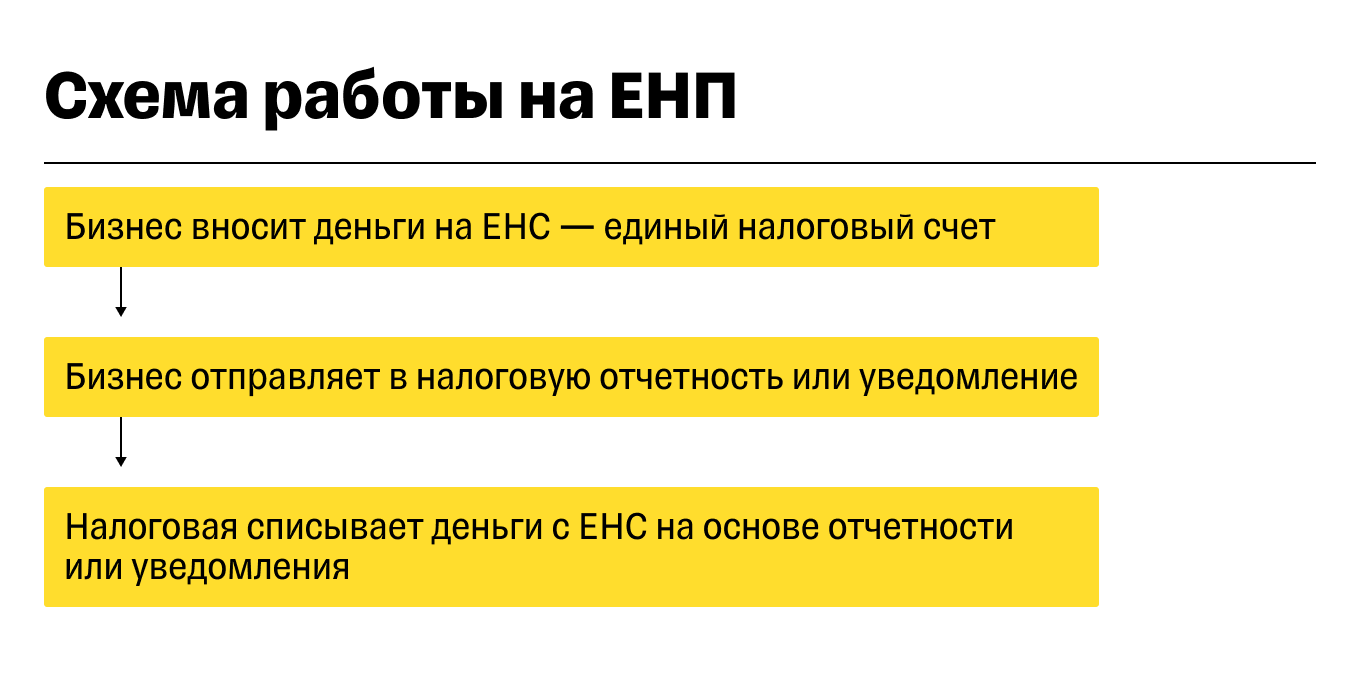 Схема работы на ЕНП
Бизнес вносит деньги на ЕНС — единый налоговый счет
Бизнес отправляет в налоговую отчетность или уведомление
Налоговая списывает деньги с ЕНС на основе отчетности
или уведомления